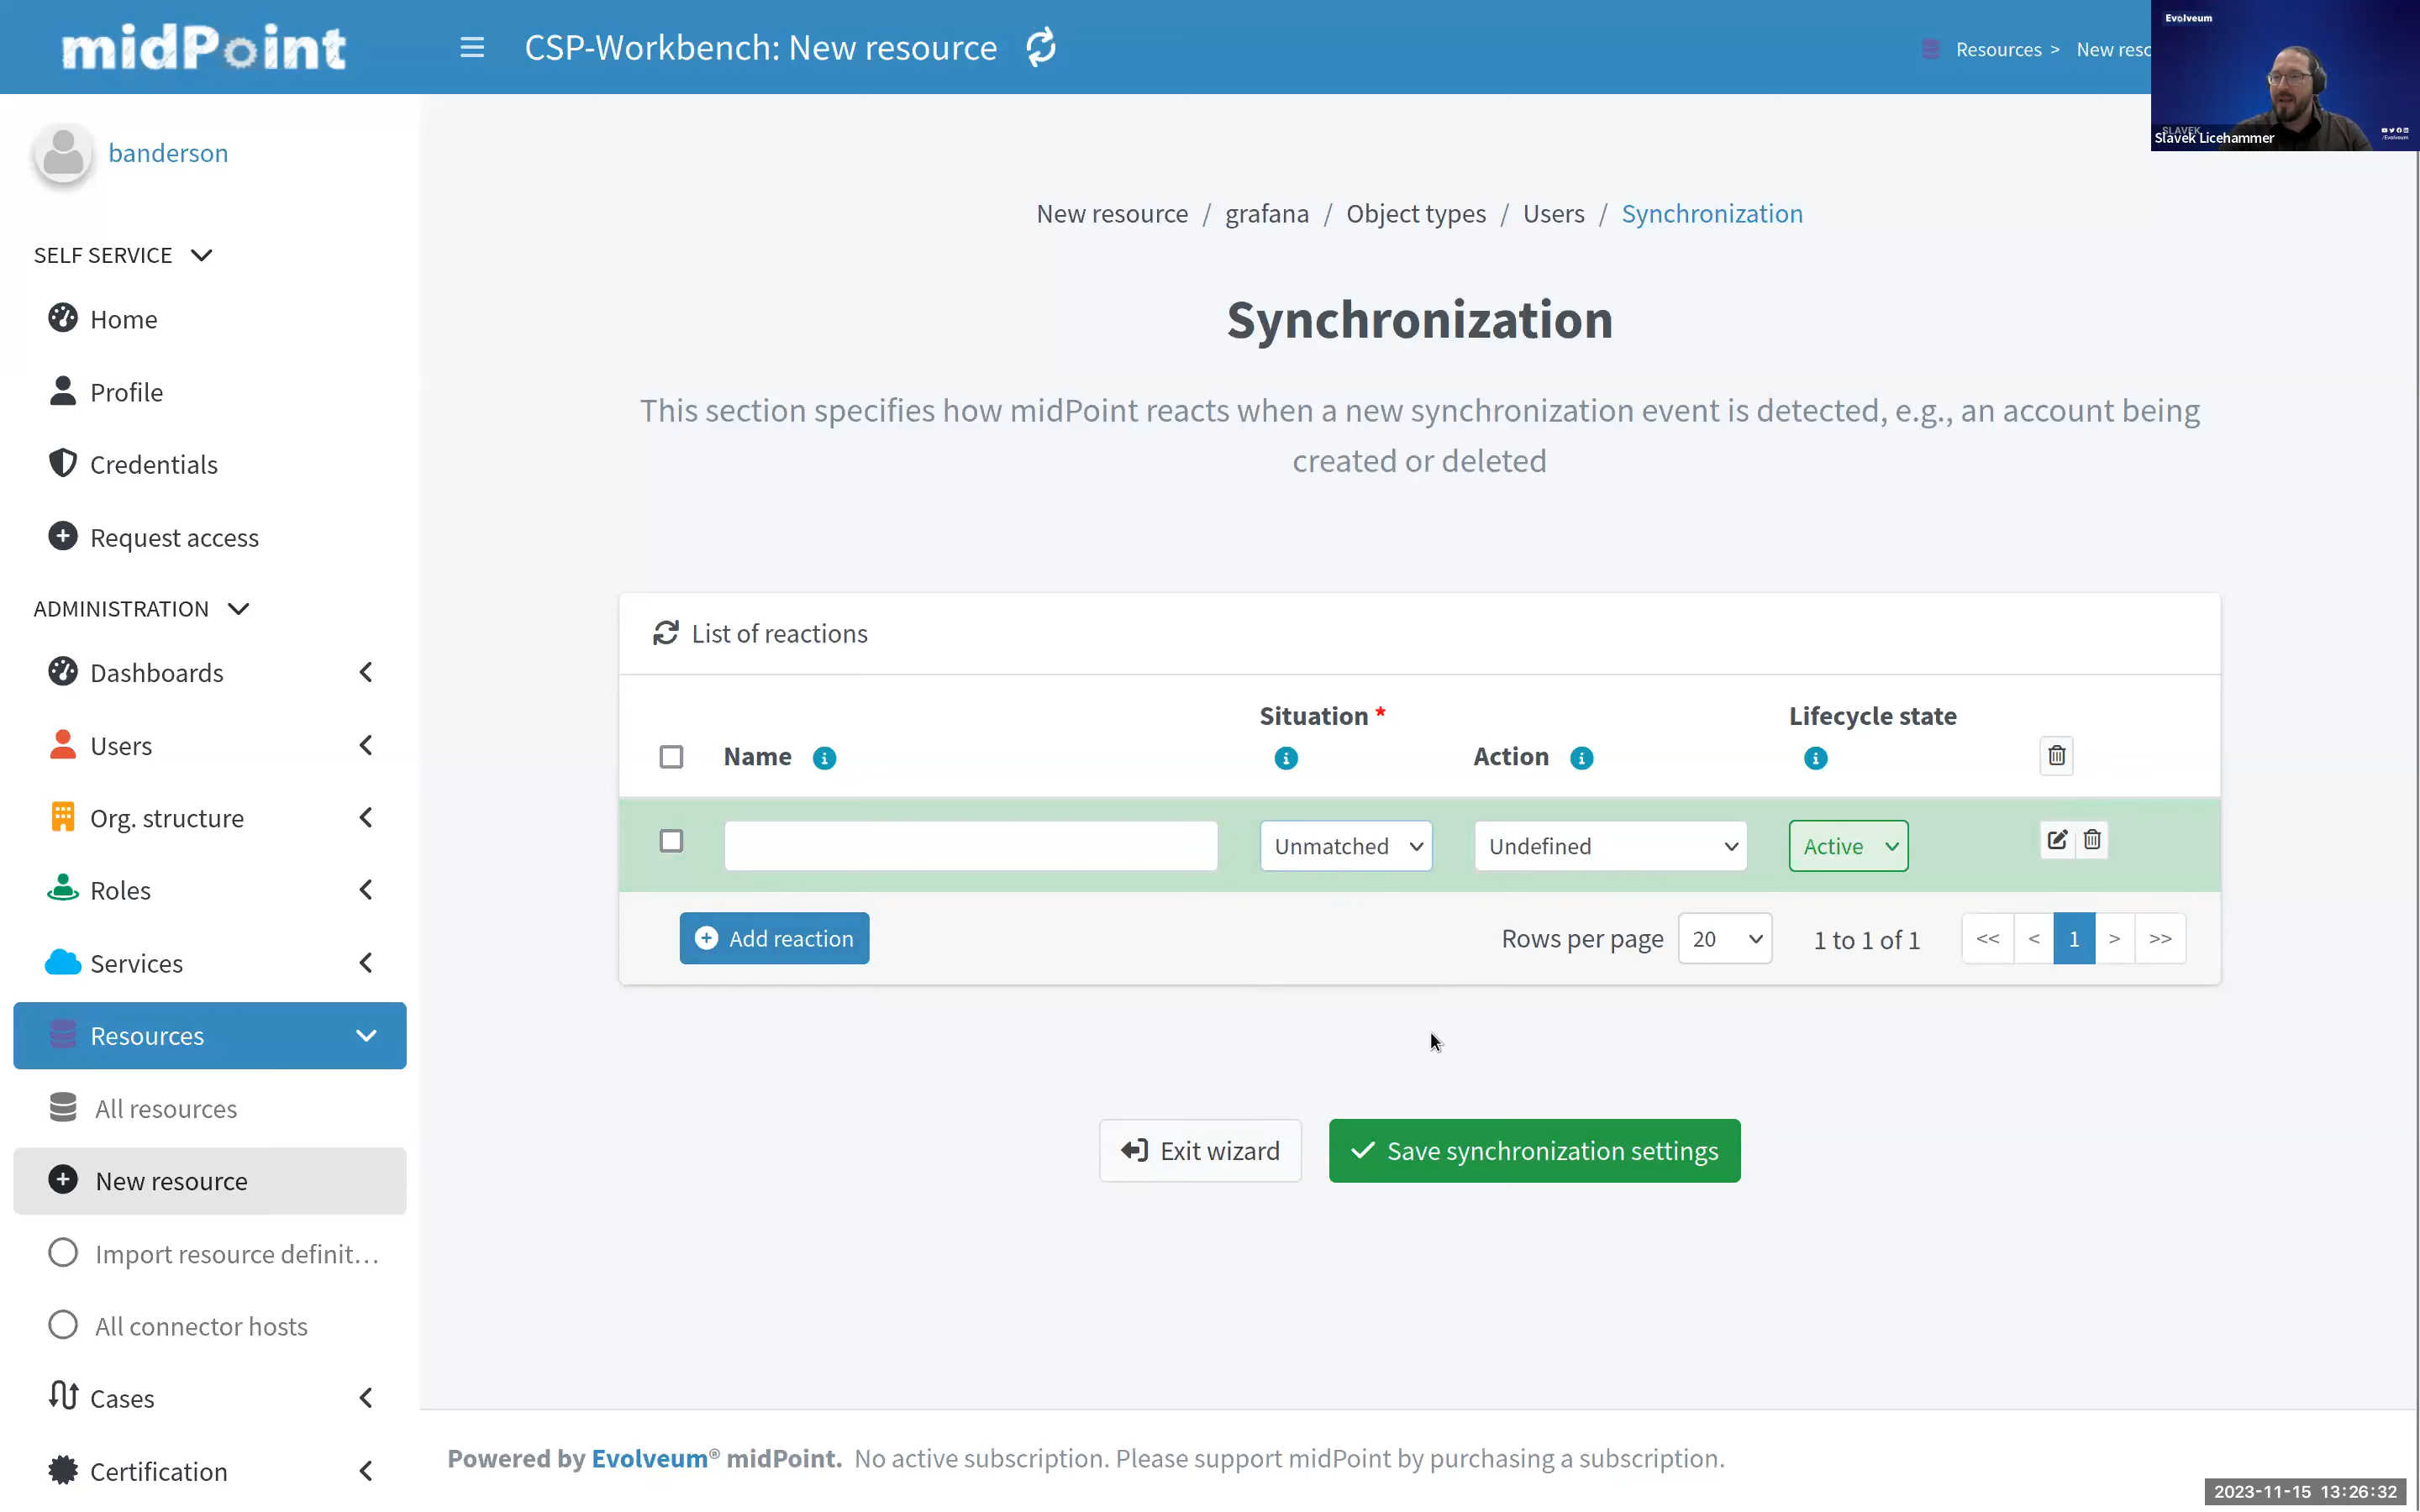 midPoint
CSP-Workbench: New resource
Resources > New reso
Evolveum
SLAVEK
Slavek Licehammer
/Evolveum
banderson
SELF SERVICE
Home
Profile
Credentials
Request access
ADMINISTRATION
Dashboards
Users
Org. structure
Roles
Services
Resources
All resources
New resource
Import resource definit...
All connector hosts
Cases
Certification
New resource / grafana / Object types / Users / Synchronization
Synchronization
This section specifies how midPoint reacts when a new synchronization event is detected, e.g., an account being
created or deleted
List of reactions
Name
Situation *
Action
Lifecycle state
Unmatched
Undefined
Active
Add reaction
Rows per page 20
1 to 1 of 1
<< < 1 > >>
Exit wizard
Save synchronization settings
Powered by Evolveum® midPoint. No active subscription. Please support midPoint by purchasing a subscription.
2023-11-15 13:26:32